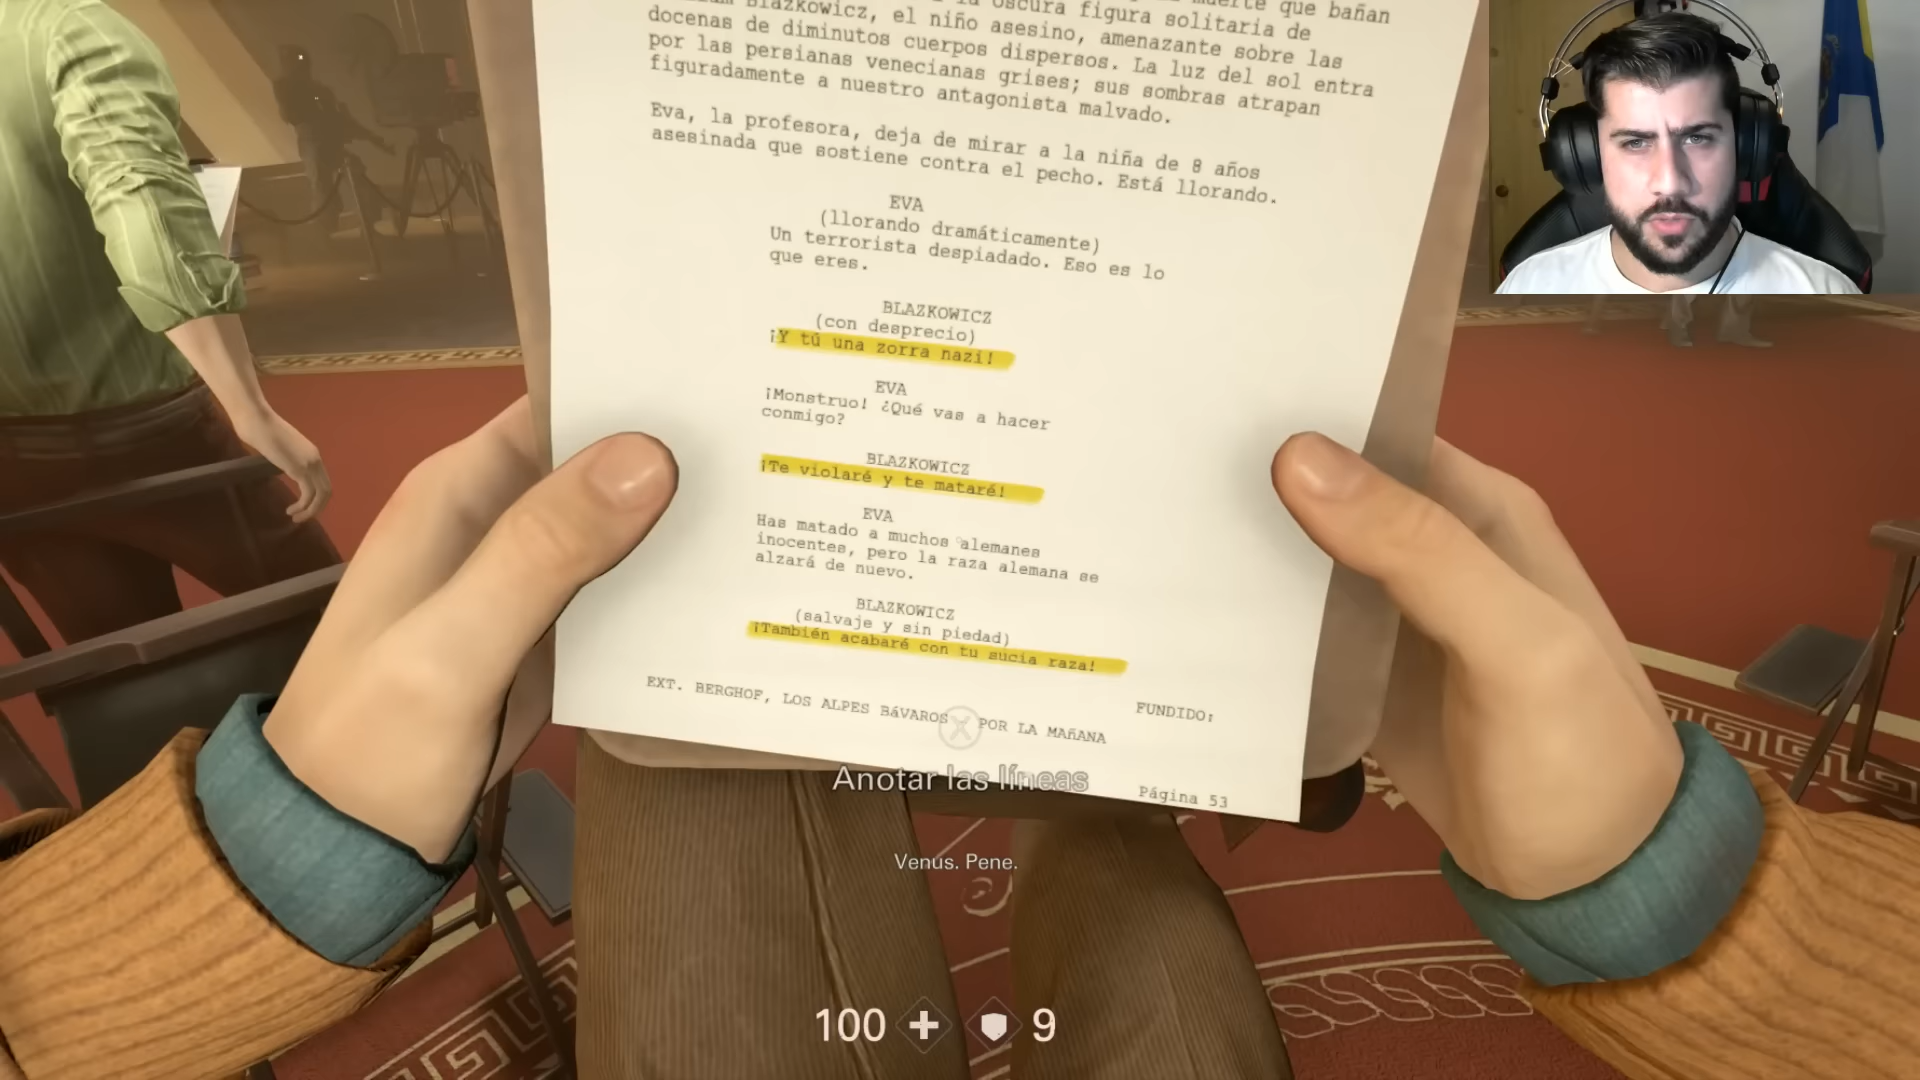 muerte que bañan
la oscura figura solitaria de
Blazkowicz, el niño asesino, amenazante sobre las
docenas de diminutos cuerpos dispersos. La luz del sol entra
por las persianas venecianas grises; sus sombras atrapan
figuradamente a nuestro antagonista malvado.
Eva, la profesora, deja de mirar a la niña de 8 años
asesinada que sostiene contra el pecho. Está llorando.
EVA
(llorando dramáticamente)
Un terrorista despiadado. Eso es lo
que eres.
BLAZKOWICZ
(con desprecio)
¡Y tú una zorra nazi!
EVA
¡Monstruo! ¿Qué vas a hacer
conmigo?
BLAZKOWICZ
¡Te violaré y te mataré!
EVA
Has matado a muchos alemanes
inocentes, pero la raza alemana se
alzará de nuevo.
BLAZKOWICZ
(salvaje y sin piedad)
¡También acabaré con tu sucia raza!
FUNDIDO:
EXT. BERGHOF, LOS ALPES BáVAROS POR LA MAñANA
X
Anotar las líneas
Página 53
Venus. Pene.
100 9